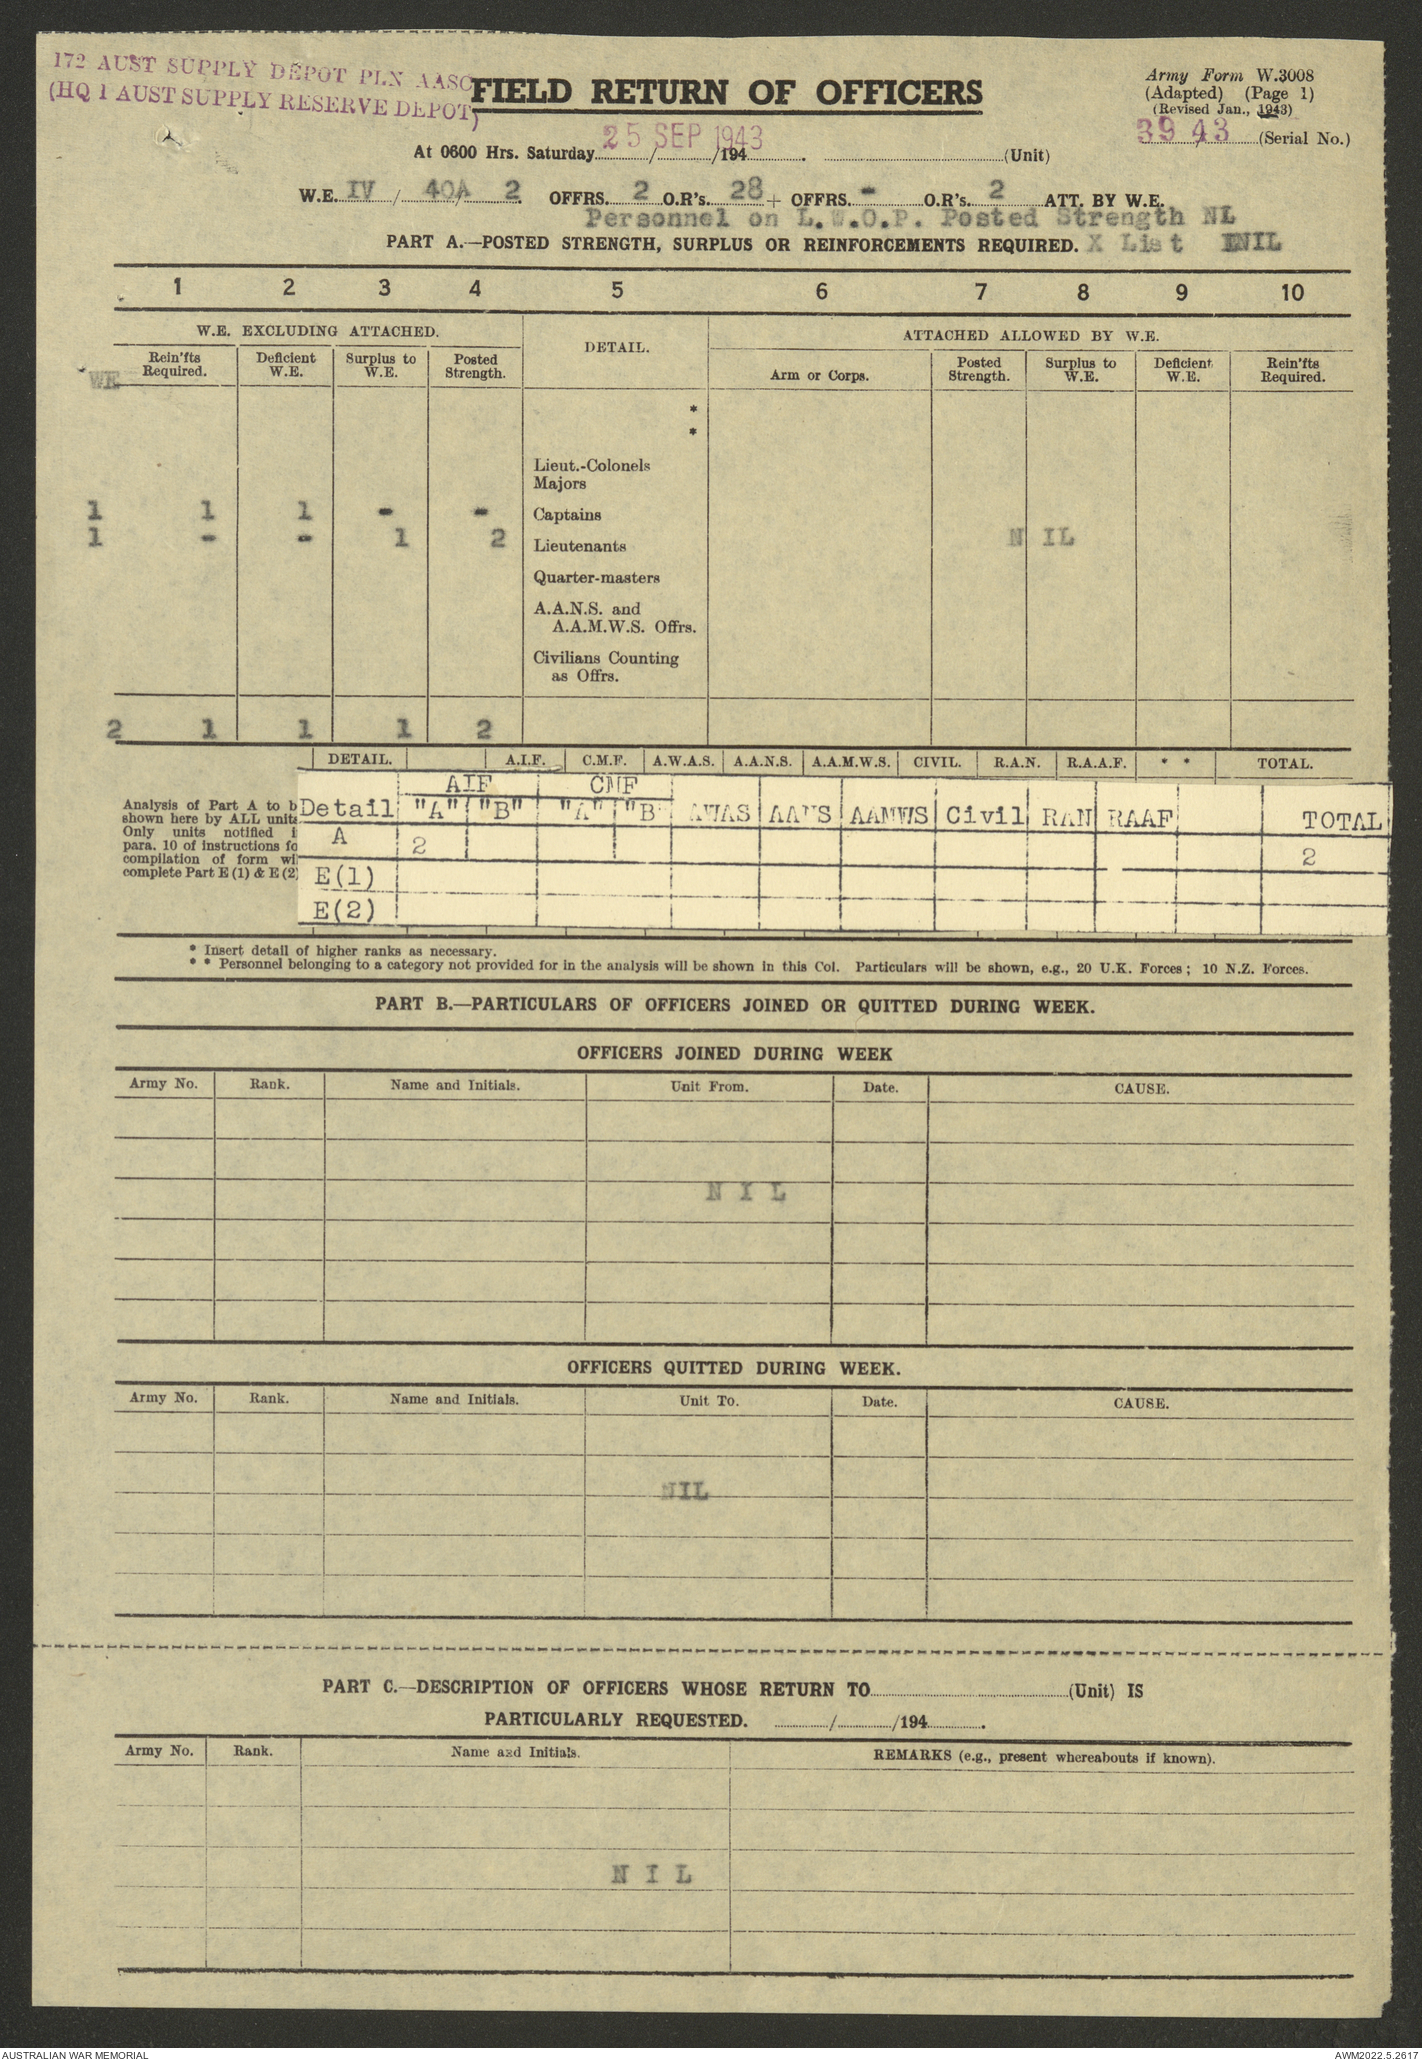 172 AUST SUPPLY DEPOT PLN AASC
(HQ 1 AUST SUPPLY RESERVE DEPOT)
FIELD RETURN OF OFFICERS
Army Form W.3008
(Adapted) (Page 1)
(Revised Jan., 1943)
39 43 (Serial No.)
At 0600 Hrs. Saturday 25 SEP 1943 / /194 . (Unit)
W.E. IV / 40A / 2. OFFRS. 2 O.R's. 28 + OFFRS. - O.R's. 2 ATT. BY W.E.
Personnel on L.W.O.P. Posted Strength NL
PART A.—POSTED STRENGTH, SURPLUS OR REINFORCEMENTS REQUIRED. X List NIL
1 2 3 4 5 6 7 8 9 10
W.E. EXCLUDING ATTACHED. DETAIL. ATTACHED ALLOWED BY W.E.
WE Rein'fts Required. Deficient W.E. Surplus to W.E. Posted Strength. Arm or Corps. Posted Strength. Surplus to W.E. Deficient W.E. Rein'fts Required.
*
*
Lieut.-Colonels
Majors
1 1 1 - - Captains
1 - - 1 2 Lieutenants N IL
Quarter-masters
A.A.N.S. and
A.A.M.W.S. Offrs.
Civilians Counting
as Offrs.
2 1 1 1 2
DETAIL. A.I.F. C.M.F. A.W.A.S. A.A.N.S. A.A.M.W.S. CIVIL. R.A.N. R.A.A.F. * * TOTAL.
Analysis of Part A to b
shown here by ALL units
Only units notified i
para. 10 of instructions fo
compilation of form wil
complete Part E (1) & E (2)
AIF CMF
Detail "A" "B" "A" "B" AWAS AANS AAMWS Civil RAN RAAF TOTAL
A 2 2
E(1)
E(2)
* Insert detail of higher ranks as necessary.
* * Personnel belonging to a category not provided for in the analysis will be shown in this Col. Particulars will be shown, e.g., 20 U.K. Forces; 10 N.Z. Forces.
PART B.—PARTICULARS OF OFFICERS JOINED OR QUITTED DURING WEEK.
OFFICERS JOINED DURING WEEK
Army No. Rank. Name and Initials. Unit From. Date. CAUSE.
N I L
OFFICERS QUITTED DURING WEEK.
Army No. Rank. Name and Initials. Unit To. Date. CAUSE.
NIL
PART C.—DESCRIPTION OF OFFICERS WHOSE RETURN TO (Unit) IS
PARTICULARLY REQUESTED. / /194 .
Army No. Rank. Name and Initials. REMARKS (e.g., present whereabouts if known).
N I L
AUSTRALIAN WAR MEMORIAL
AWM2022.5.2617